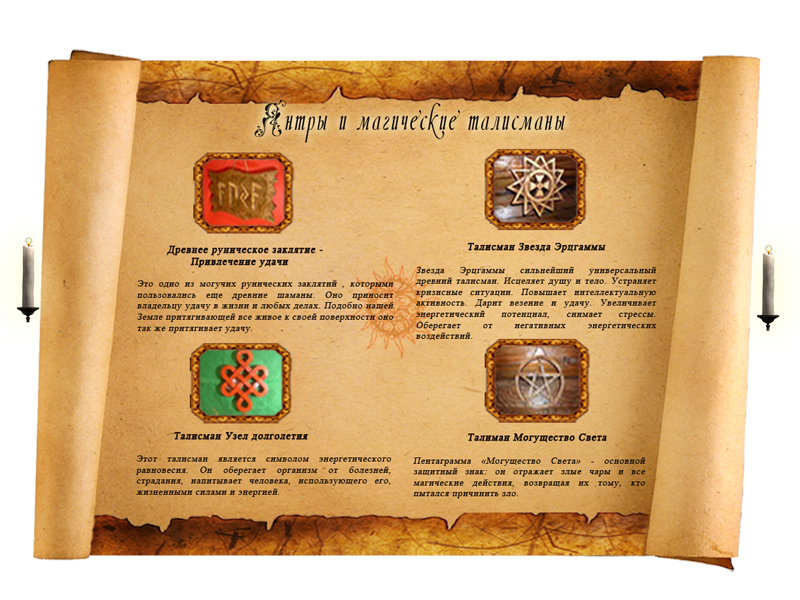 Янтры и магические талисманы
Древнее руническое заклятие -
Привлечение удачи
Это одно из могучих рунических заклятий , которыми
пользовались еще древние шаманы. Оно приносит
владельцу удачу в жизни и любых делах. Подобно нашей
Земле притягивающей все живое к своей поверхности оно
так же притягивает удачу.
Талисман Звезда Эрцгаммы
Звезда Эрцгаммы сильнейший универсальный
древний талисман. Исцеляет душу и тело. Устраняет
кризисные ситуации. Повышает интеллектуальную
активность. Дарит везение и удачу. Увеличивает
энергетический потенциал, снимает стрессы.
Оберегает от негативных энергетических
воздействий.
Талисман Узел долголетия
Этот талисман является символом энергетического
равновесия. Он оберегает организм от болезней,
страдания, напитывает человека, использующего его,
жизненными силами и энергией.
Талиман Могущество Света
Пентаграмма «Могущество Света» - основной
защитный знак: он отражает злые чары и все
магические действия, возвращая их тому, кто
пытался причинить зло.